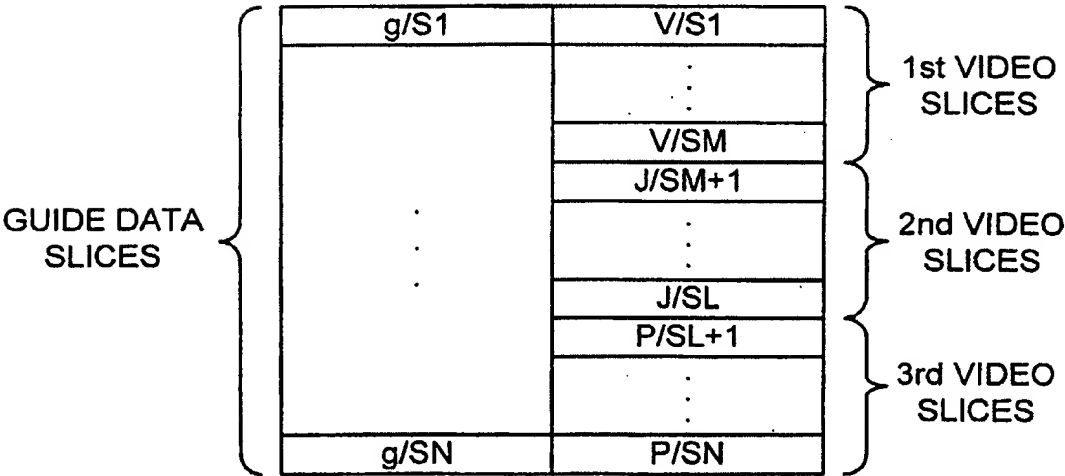 g/S1 V/S1
1st VIDEO
SLICES
V/SM
J/SM+1
GUIDE DATA
SLICES
2nd VIDEO
SLICES
J/SL
P/SL+1
3rd VIDEO
SLICES
g/SN P/SN